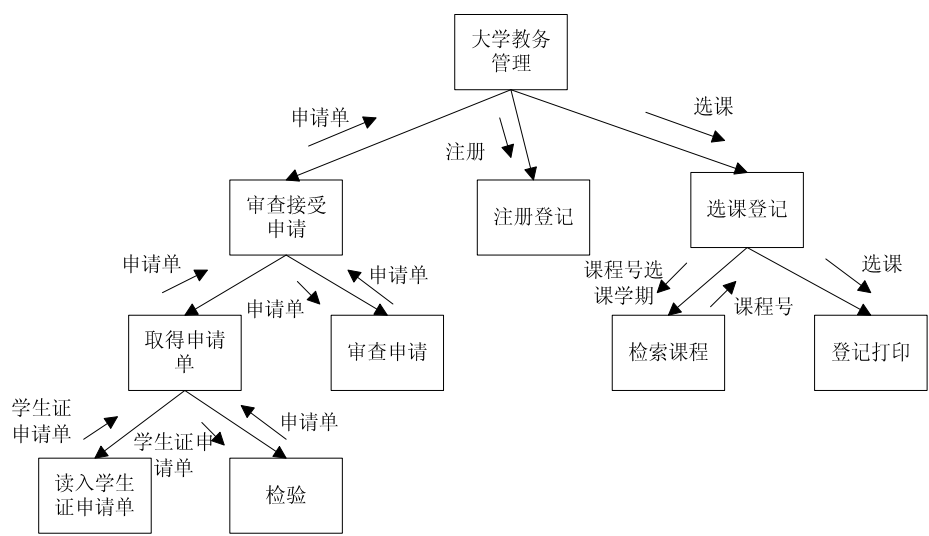 大学教务
管理
申请单
选课
注册
审查接受
申请
注册登记
选课登记
申请单
申请单
申请单
课程号选
课学期
课程号
选课
取得申请
单
审查申请
检索课程
登记打印
学生证
申请单
学生证申
请单
申请单
读入学生
证申请单
检验